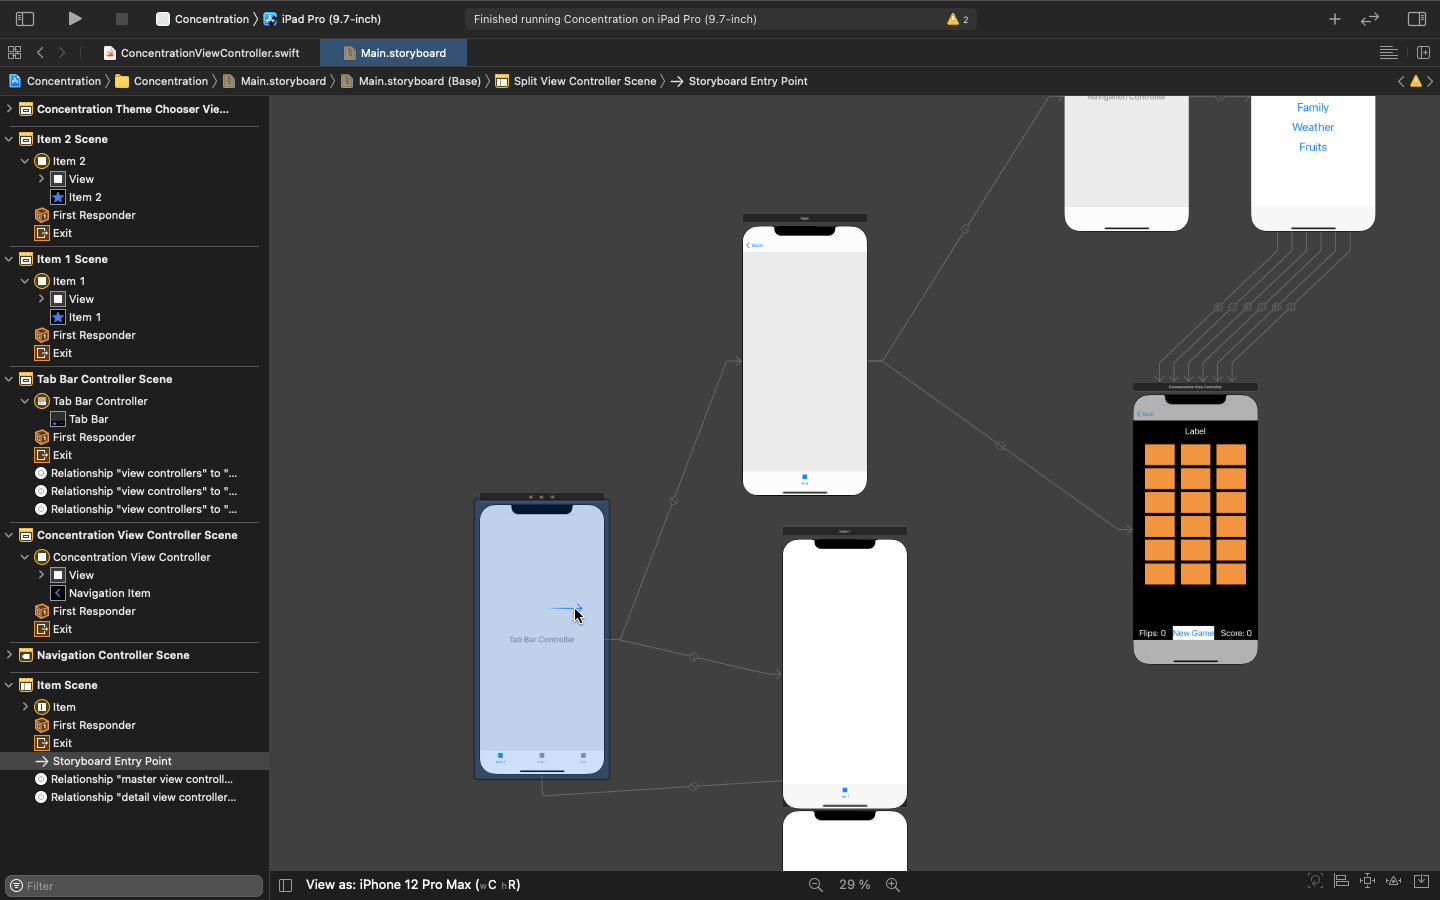 Concentration
iPad Pro (9.7-inch)
Finished running Concentration on iPad Pro (9.7-inch)
2
ConcentrationViewController.swift
Main.storyboard
Concentration
Concentration
Main.storyboard
Main.storyboard (Base)
Split View Controller Scene
Storyboard Entry Point
Concentration Theme Chooser Vie...
Item 2 Scene
Item 2
View
Item 2
First Responder
Exit
Item 1 Scene
Item 1
View
Item 1
First Responder
Exit
Tab Bar Controller Scene
Tab Bar Controller
Tab Bar
First Responder
Exit
Relationship "view controllers" to "...
Relationship "view controllers" to "...
Relationship "view controllers" to "...
Concentration View Controller Scene
Concentration View Controller
View
Navigation Item
First Responder
Exit
Navigation Controller Scene
Item Scene
Item
First Responder
Exit
Storyboard Entry Point
Relationship "master view controll...
Relationship "detail view controller...
Filter
Navigation Controller
Family
Weather
Fruits
Back
Concentration View Controller
Back
Label
Flips: 0
New Game
Score: 0
Tab Bar Controller
View as: iPhone 12 Pro Max (wC hR)
29 %